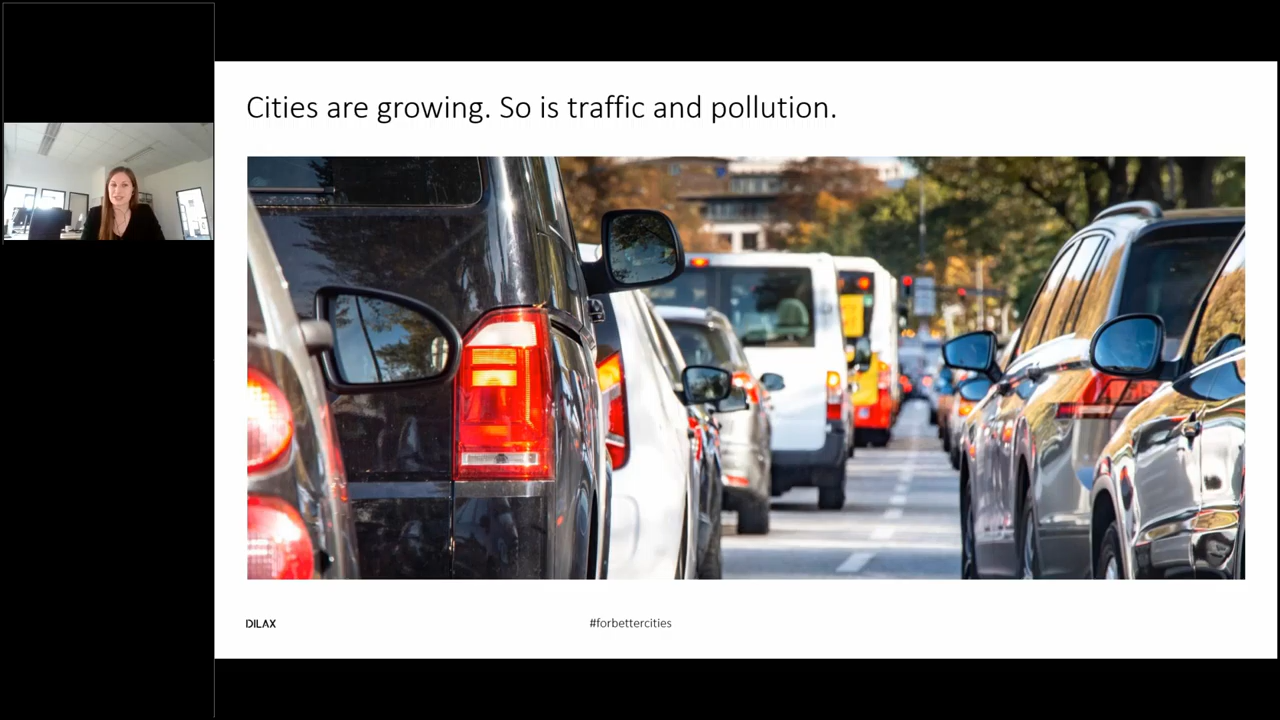 Cities are growing. So is traffic and pollution.
DILAX
#forbettercities